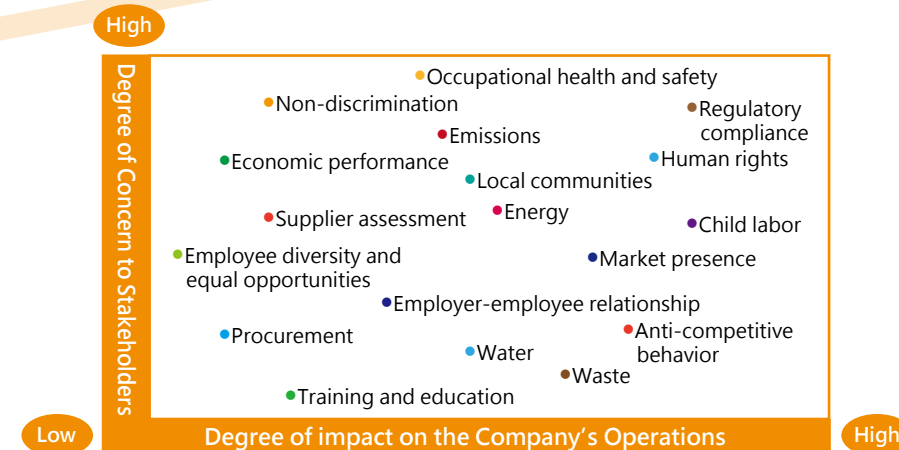 High
Degree of Concern to Stakeholders
Occupational health and safety
Non-discrimination
Regulatory
compliance
Emissions
Human rights
Economic performance
Local communities
Energy
Supplier assessment
Child labor
Employee diversity and
equal opportunities
Market presence
Employer-employee relationship
Anti-competitive
behavior
Procurement
Water
Waste
Training and education
Low
Degree of impact on the Company’s Operations
High